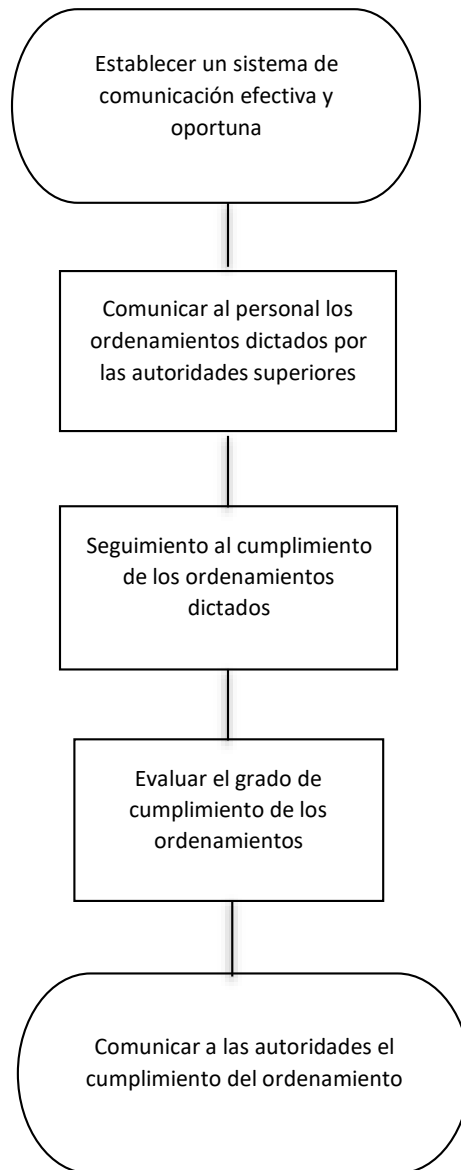 Establecer un sistema de
comunicación efectiva y
oportuna
Comunicar al personal los
ordenamientos dictados por
las autoridades superiores
Seguimiento al cumplimiento
de los ordenamientos
dictados
Evaluar el grado de
cumplimiento de los
ordenamientos
Comunicar a las autoridades el
cumplimiento del ordenamiento